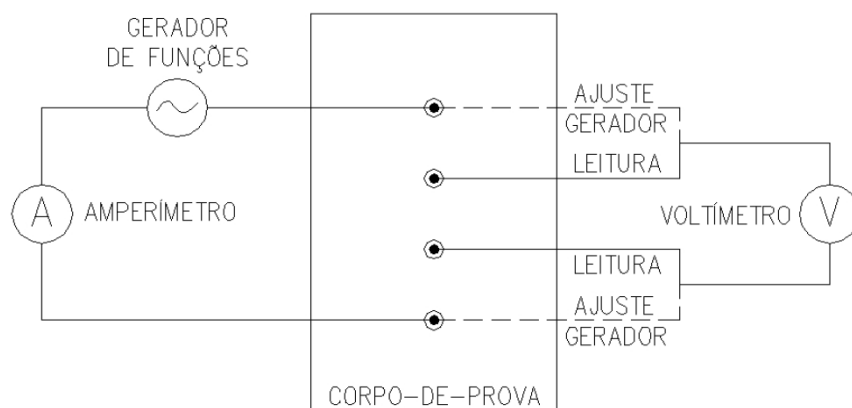 GERADOR
DE FUNÇÕES
A
AMPERÍMETRO
AJUSTE
GERADOR
LEITURA
VOLTÍMETRO
V
LEITURA
AJUSTE
GERADOR
CORPO-DE-PROVA